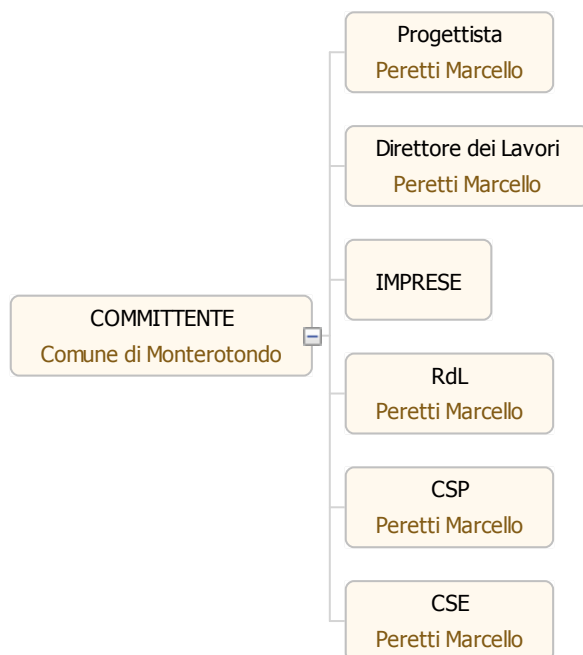 Progettista
Peretti Marcello
Direttore dei Lavori
Peretti Marcello
IMPRESE
COMMITTENTE
Comune di Monterotondo
RdL
Peretti Marcello
CSP
Peretti Marcello
CSE
Peretti Marcello